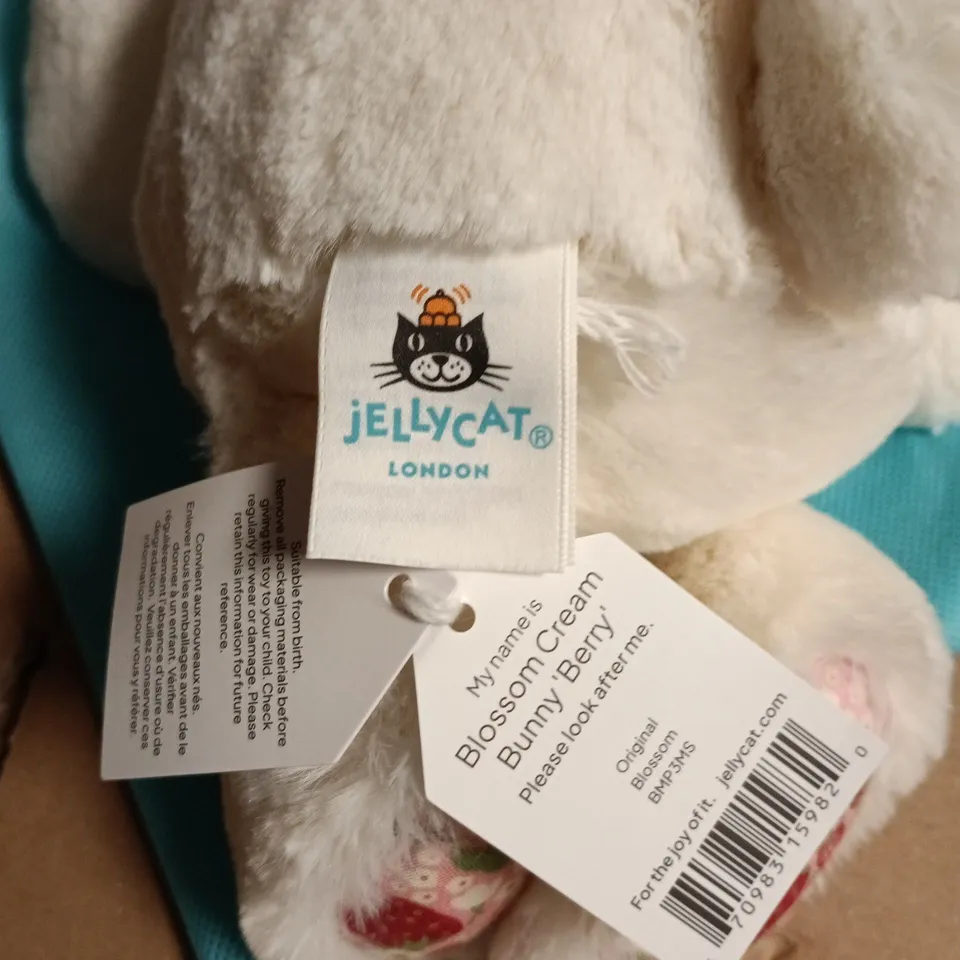 jELLYCAT®
LONDON
Suitable from birth.
Remove all packaging materials before
giving this toy to your child. Check
regularly for wear or damage. Please
retain this information for future
reference.
Convient aux nouveaux nés.
Enlever tous les emballages avant de le
donner à un enfant. Vérifier
régulièrement l'absence d'usure où de
dégradation. Veuillez conserver ces
informations pour vous y référer.
My name is
Blossom Cream
Bunny 'Berry'
Please look after me.
Original
Blossom
BMP3MS
For the joy of it. jellycat.com
70983 15982 0